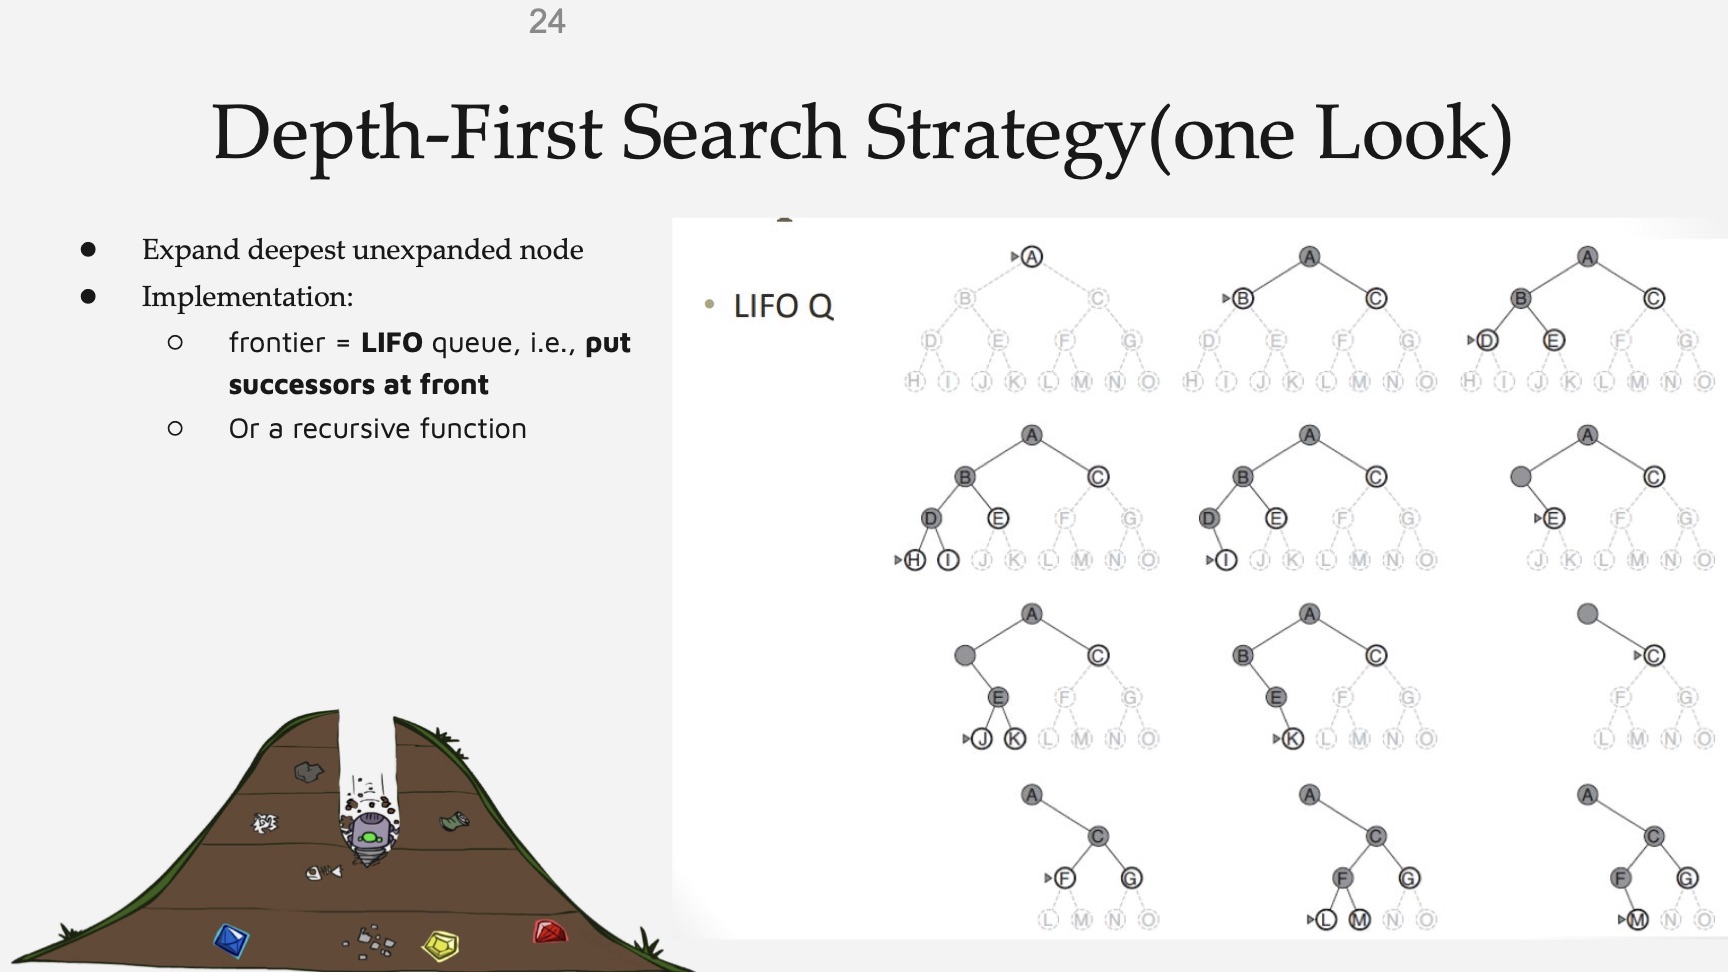 24
Depth-First Search Strategy(one Look)
● Expand deepest unexpanded node
● Implementation:
○ frontier = LIFO queue, i.e., put
successors at front
○ Or a recursive function
• LIFO Q
A A A
B C B C B C
D E F G D E F G D E F G
H I J K L M N O H I J K L M N O H I J K L M N O
A A A
B C B C C
D E F G D E F G E F G
H I J K L M N O I J K L M N O J K L M N O
A A
C B C C
E F G E F G F G
J K L M N O K L M N O L M N O
A A A
C C C
F G F G F G
L M N O L M N O M N O